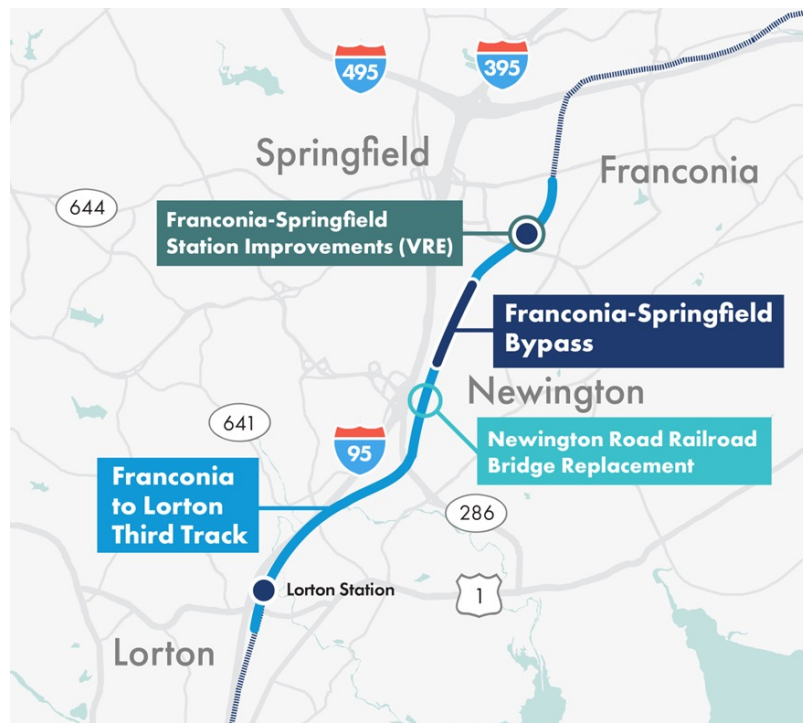 495
395
Springfield
Franconia
644
Franconia-Springfield
Station Improvements (VRE)
Franconia-Springfield
Bypass
Newington
641
95
Newington Road Railroad
Bridge Replacement
Franconia
to Lorton
Third Track
286
Lorton Station
1
Lorton